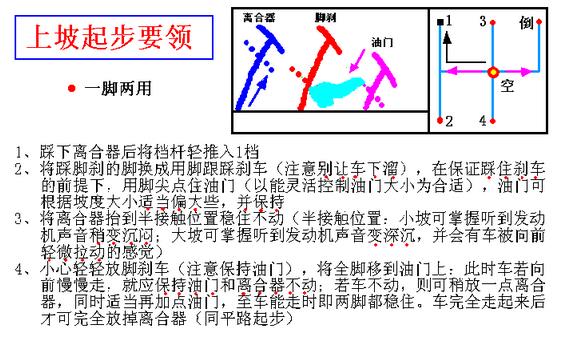 上坡起步要领
一脚两用
离合器 脚刹 油门
1 3 倒
空
2 4
1、踩下离合器后将档杆轻推入1档
2、将踩脚刹的脚换成用脚跟踩刹车（注意别让车下溜），在保证踩住刹车
的前提下，用脚尖点住油门（以能灵活控制油门大小为合适），油门可
根据坡度大小适当偏大些，并保持
3、将离合器抬到半接触位置稳住不动（半接触位置：小坡可掌握听到发动
机声音稍变沉闷；大坡可掌握听到发动机声音变深沉，并会有车被向前
轻微拉动的感觉）
4、小心轻轻放脚刹车（注意保持油门），将全脚移到油门上：此时车若向
前慢慢走，就应保持油门和离合器不动；若车不动，则可稍放一点离合
器，同时适当再加点油门，至车能走时即两脚都稳住。车完全走起来后
才可完全放掉离合器（同平路起步）